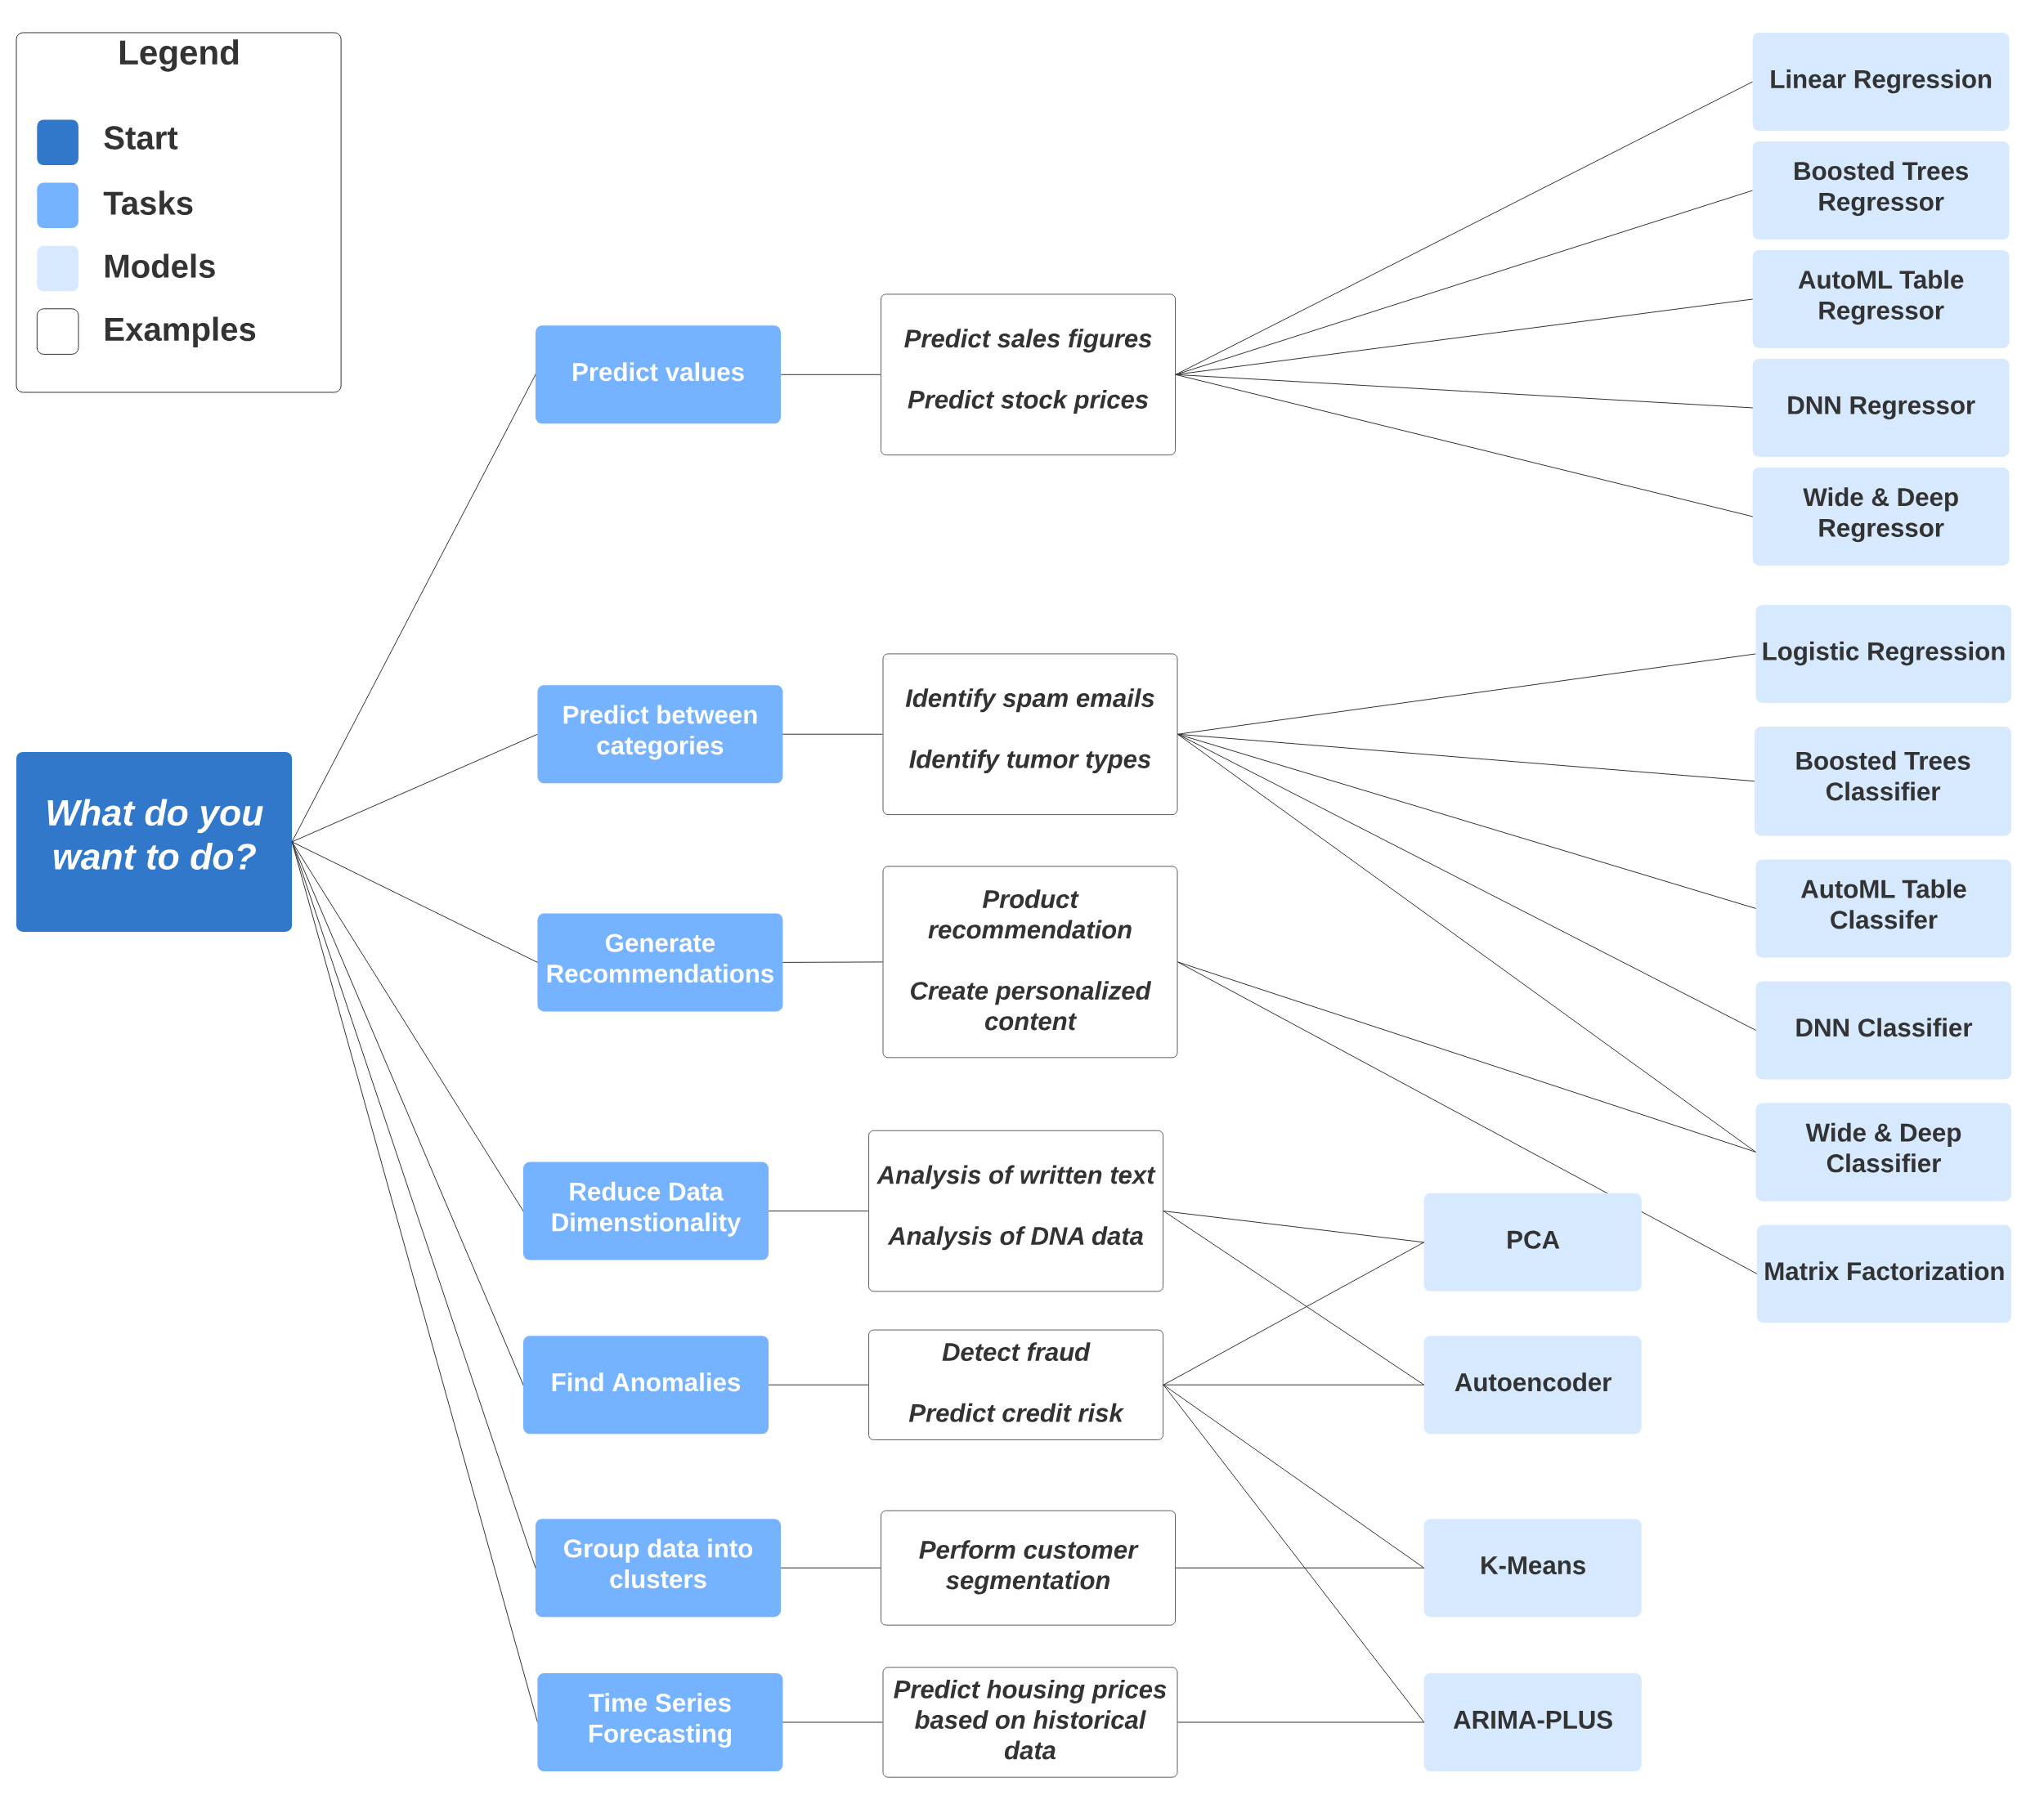 Legend
Start
Tasks
Models
Examples
What do you
want to do?
Predict values
Predict sales figures
Predict stock prices
Linear Regression
Boosted Trees
Regressor
AutoML Table
Regressor
DNN Regressor
Wide & Deep
Regressor
Predict between
categories
Identify spam emails
Identify tumor types
Logistic Regression
Boosted Trees
Classifier
AutoML Table
Classifer
DNN Classifier
Wide & Deep
Classifier
Generate
Recommendations
Product
recommendation
Create personalized
content
Matrix Factorization
Reduce Data
Dimenstionality
Analysis of written text
Analysis of DNA data
PCA
Find Anomalies
Detect fraud
Predict credit risk
Autoencoder
Group data into
clusters
Perform customer
segmentation
K-Means
Time Series
Forecasting
Predict housing prices
based on historical
data
ARIMA-PLUS